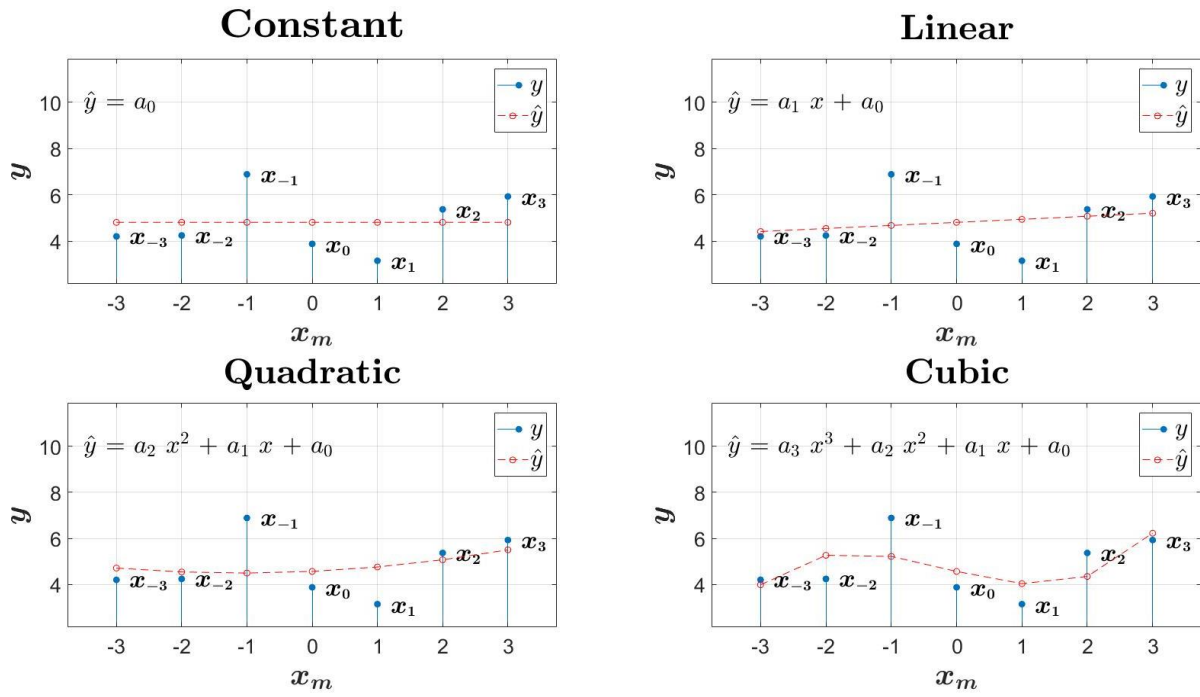 Constant
ŷ = a₀
y
ŷ
10
8
6
4
y
x₋₃
x₋₂
x₋₁
x₀
x₁
x₂
x₃
-3 -2 -1 0 1 2 3
xₘ
Linear
ŷ = a₁ x + a₀
y
ŷ
10
8
6
4
y
x₋₃
x₋₂
x₋₁
x₀
x₁
x₂
x₃
-3 -2 -1 0 1 2 3
xₘ
Quadratic
ŷ = a₂ x² + a₁ x + a₀
y
ŷ
10
8
6
4
y
x₋₃
x₋₂
x₋₁
x₀
x₁
x₂
x₃
-3 -2 -1 0 1 2 3
xₘ
Cubic
ŷ = a₃ x³ + a₂ x² + a₁ x + a₀
y
ŷ
10
8
6
4
y
x₋₃
x₋₂
x₋₁
x₀
x₁
x₂
x₃
-3 -2 -1 0 1 2 3
xₘ